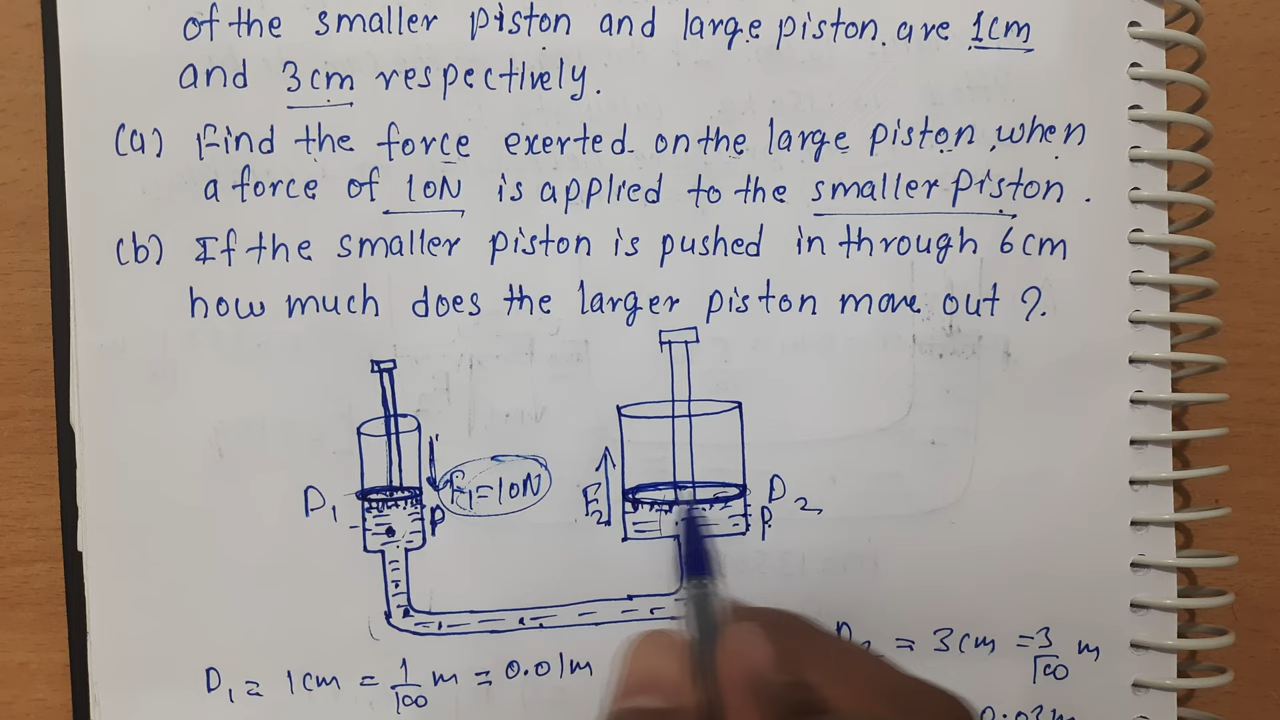 of the smaller piston and large piston are 1cm
and 3cm respectively.
(a) Find the force exerted on the large piston when
a force of 10N is applied to the smaller Piston.
(b) If the smaller piston is pushed in through 6cm
how much does the larger piston move out ?
D1 P F1=10N F2 D2 P
D1 = 1cm = 1/100 m = 0.01m
= 3cm = 3/100 m
0.03m